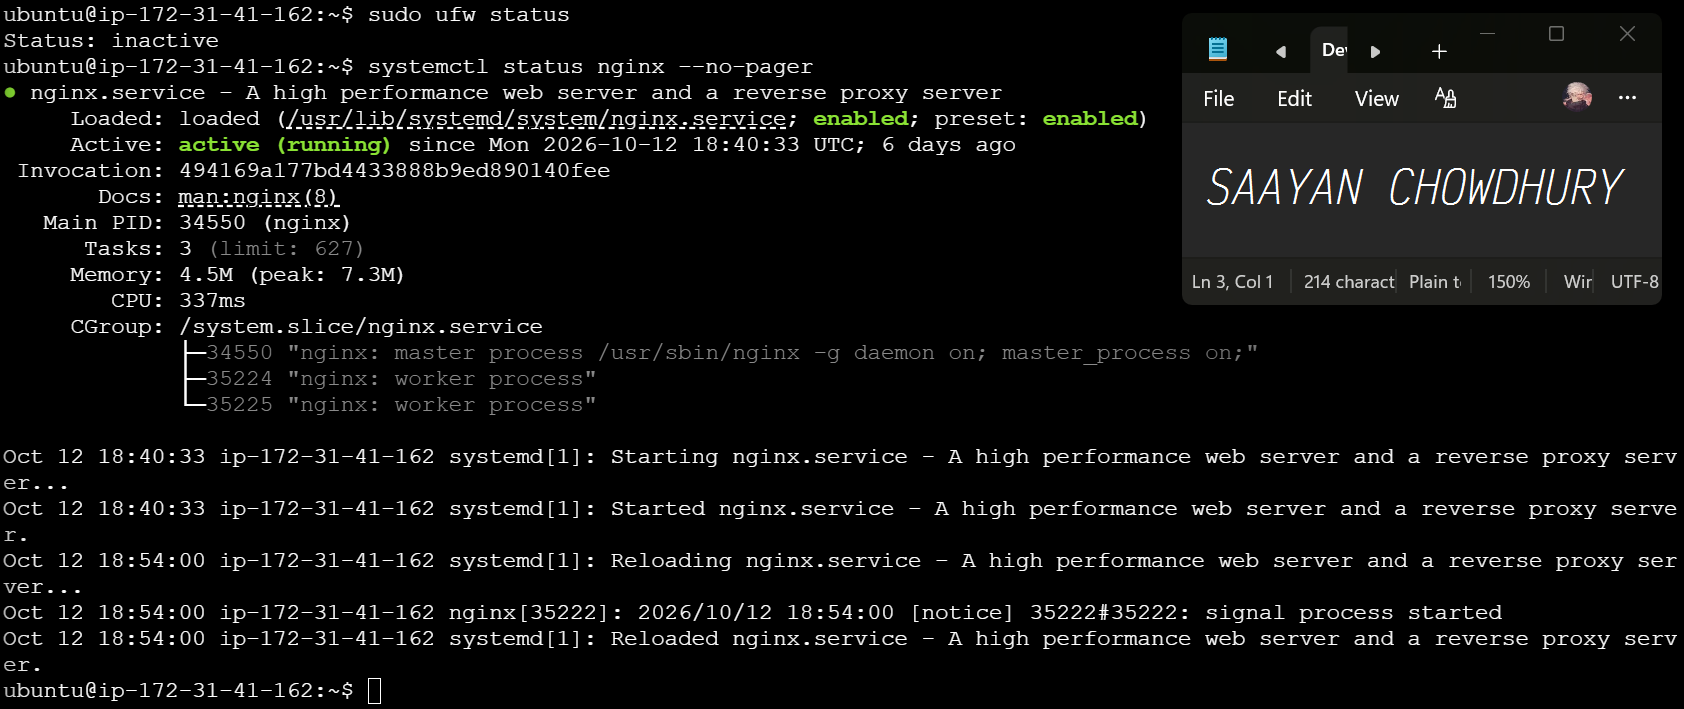 ubuntu@ip-172-31-41-162:~$ sudo ufw status
Status: inactive
ubuntu@ip-172-31-41-162:~$ systemctl status nginx --no-pager
● nginx.service - A high performance web server and a reverse proxy server
Loaded: loaded (/usr/lib/systemd/system/nginx.service; enabled; preset: enabled)
Active: active (running) since Mon 2026-10-12 18:40:33 UTC; 6 days ago
Invocation: 494169a177bd4433888b9ed890140fee
Docs: man:nginx(8)
Main PID: 34550 (nginx)
Tasks: 3 (limit: 627)
Memory: 4.5M (peak: 7.3M)
CPU: 337ms
CGroup: /system.slice/nginx.service
├─34550 "nginx: master process /usr/sbin/nginx -g daemon on; master_process on;"
├─35224 "nginx: worker process"
└─35225 "nginx: worker process"
Oct 12 18:40:33 ip-172-31-41-162 systemd[1]: Starting nginx.service - A high performance web server and a reverse proxy serv
er...
Oct 12 18:40:33 ip-172-31-41-162 systemd[1]: Started nginx.service - A high performance web server and a reverse proxy serve
r.
Oct 12 18:54:00 ip-172-31-41-162 systemd[1]: Reloading nginx.service - A high performance web server and a reverse proxy ser
ver...
Oct 12 18:54:00 ip-172-31-41-162 nginx[35222]: 2026/10/12 18:54:00 [notice] 35222#35222: signal process started
Oct 12 18:54:00 ip-172-31-41-162 systemd[1]: Reloaded nginx.service - A high performance web server and a reverse proxy serv
er.
ubuntu@ip-172-31-41-162:~$
Dev
File Edit View
SAAYAN CHOWDHURY
Ln 3, Col 1 214 charact Plain t 150% Wir UTF-8